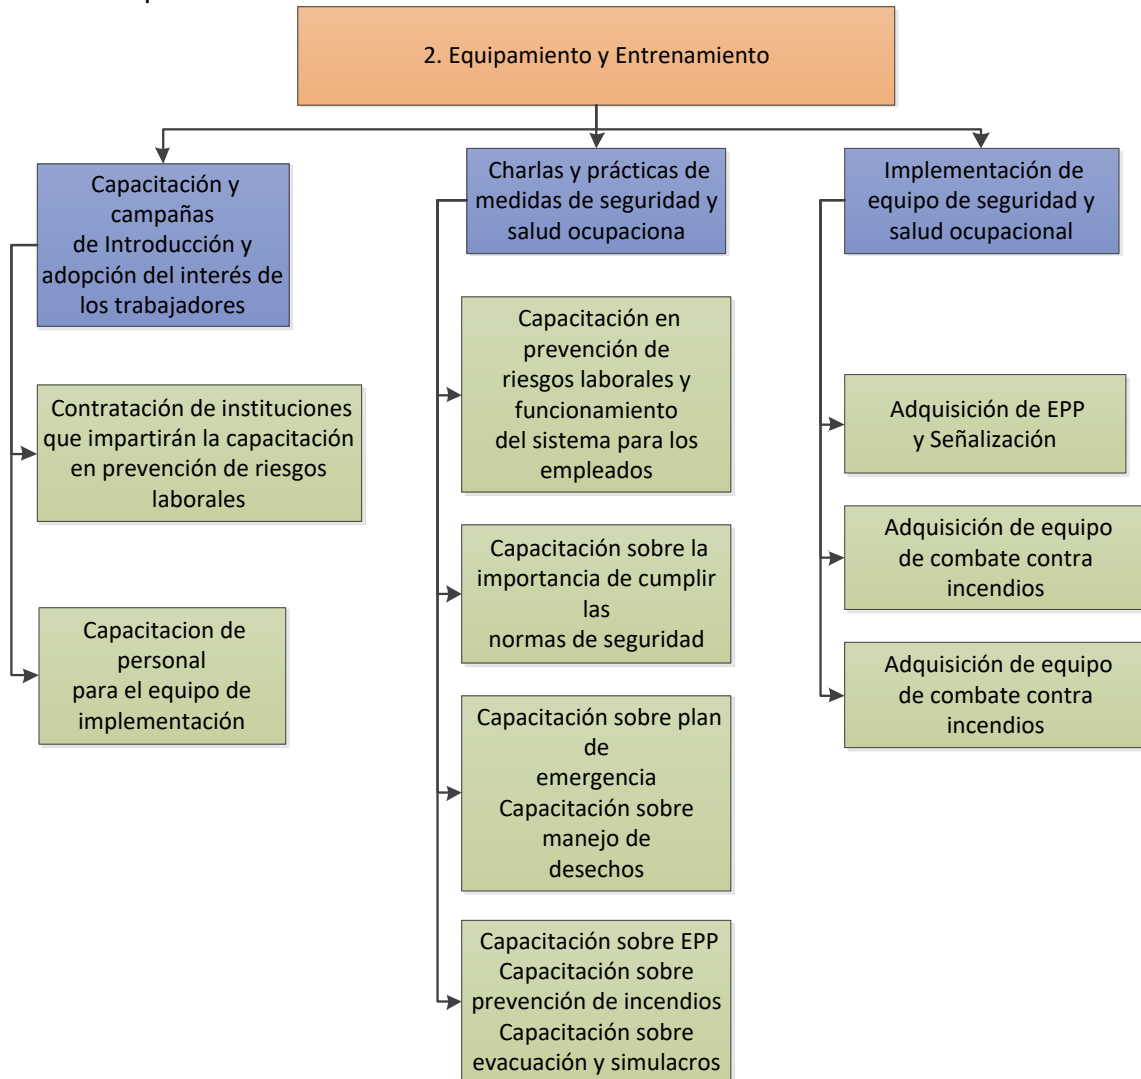 2. Equipamiento y Entrenamiento
Capacitación y
campañas
de Introducción y
adopción del interés de
los trabajadores
Contratación de instituciones
que impartirán la capacitación
en prevención de riesgos
laborales
Capacitacion de
personal
para el equipo de
implementación
Charlas y prácticas de
medidas de seguridad y
salud ocupaciona
Capacitación en
prevención de
riesgos laborales y
funcionamiento
del sistema para los
empleados
Capacitación sobre la
importancia de cumplir
las
normas de seguridad
Capacitación sobre plan
de
emergencia
Capacitación sobre
manejo de
desechos
Capacitación sobre EPP
Capacitación sobre
prevención de incendios
Capacitación sobre
evacuación y simulacros
Implementación de
equipo de seguridad y
salud ocupacional
Adquisición de EPP
y Señalización
Adquisición de equipo
de combate contra
incendios
Adquisición de equipo
de combate contra
incendios